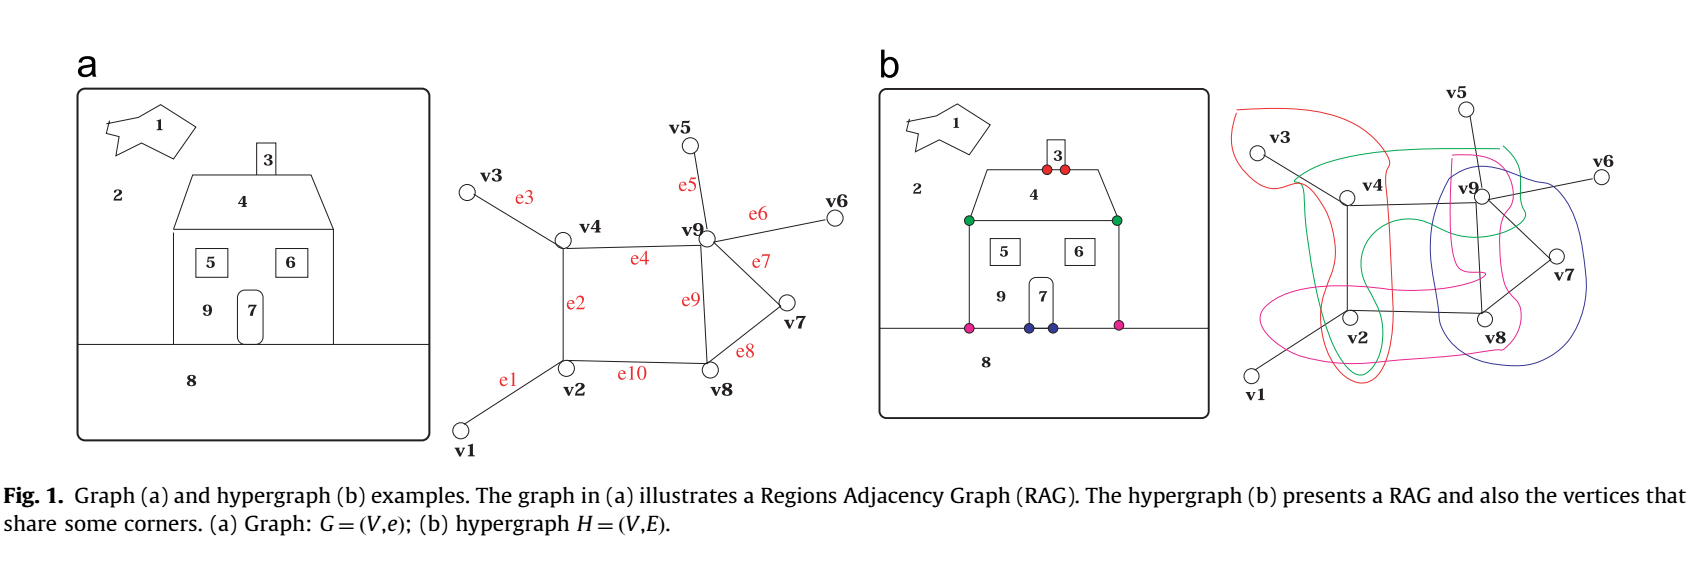 a
1
2
3
4
5
6
9
7
8
v3
e3
v4
v5
e5
v9
e6
v6
e4
e7
e2
e9
v7
e8
e1
v2
e10
v8
v1
b
1
2
3
4
5
6
9
7
8
v5
v3
v4
v9
v6
v7
v2
v8
v1
Fig. 1. Graph (a) and hypergraph (b) examples. The graph in (a) illustrates a Regions Adjacency Graph (RAG). The hypergraph (b) presents a RAG and also the vertices that
share some corners. (a) Graph: G=(V,e); (b) hypergraph H=(V,E).